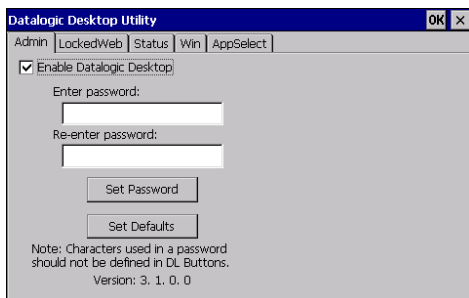 Datalogic Desktop Utility OK ×
Admin LockedWeb Status Win AppSelect
Enable Datalogic Desktop
Enter password:
Re-enter password:
Set Password
Set Defaults
Note: Characters used in a password
should not be defined in DL Buttons.
Version: 3. 1. 0. 0